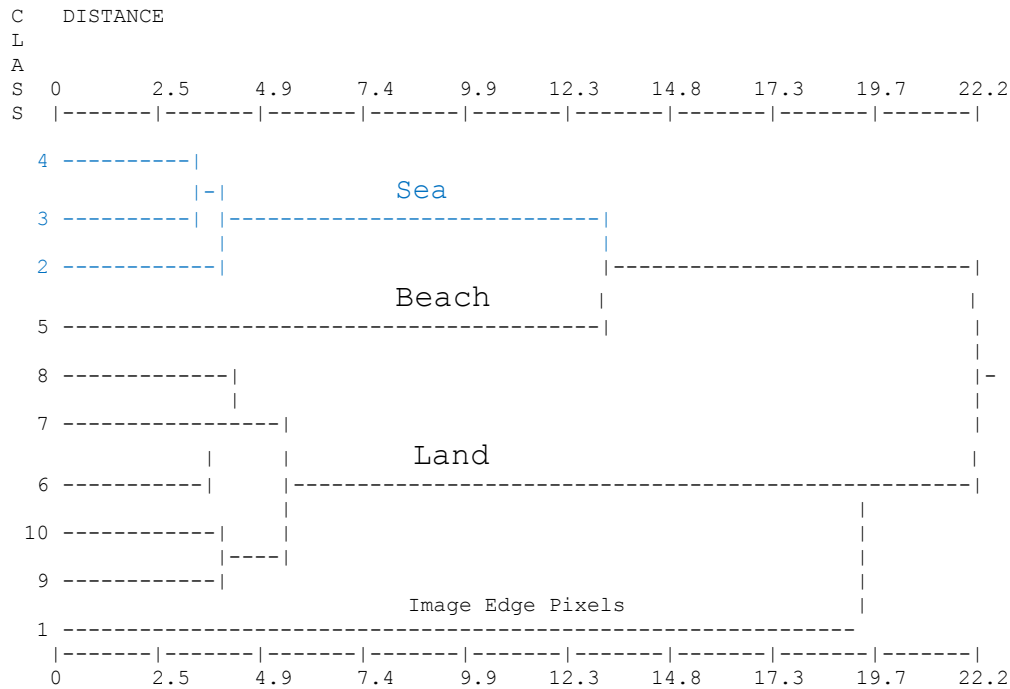 C   DISTANCE
L
A
S  0       2.5     4.9     7.4     9.9     12.3    14.8    17.3    19.7    22.2
S  |-------|-------|-------|-------|-------|-------|-------|-------|-------|
4 ----------|
|-| Sea
3 ----------| |-----------------------------|
| |
2 ------------| |----------------------------|
Beach | |
5 ------------------------------------------|  |
|
8 -------------| |-
| |
7 -----------------| |
| | Land |
6 -----------| |-----------------------------------------------------|
| |
10 ------------| | |
|----| |
9 ------------| |
Image Edge Pixels |
1 --------------------------------------------------------------
|-------|-------|-------|-------|-------|-------|-------|-------|-------|
0       2.5     4.9     7.4     9.9     12.3    14.8    17.3    19.7    22.2